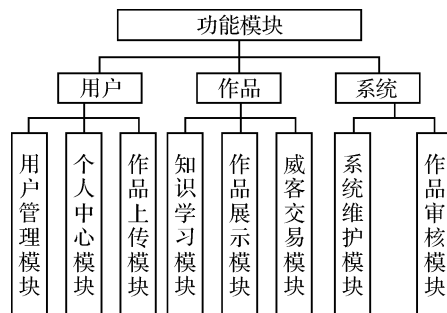 功能模块
用户
作品
系统
用户管理模块
个人中心模块
作品上传模块
知识学习模块
作品展示模块
威客交易模块
系统维护模块
作品审核模块